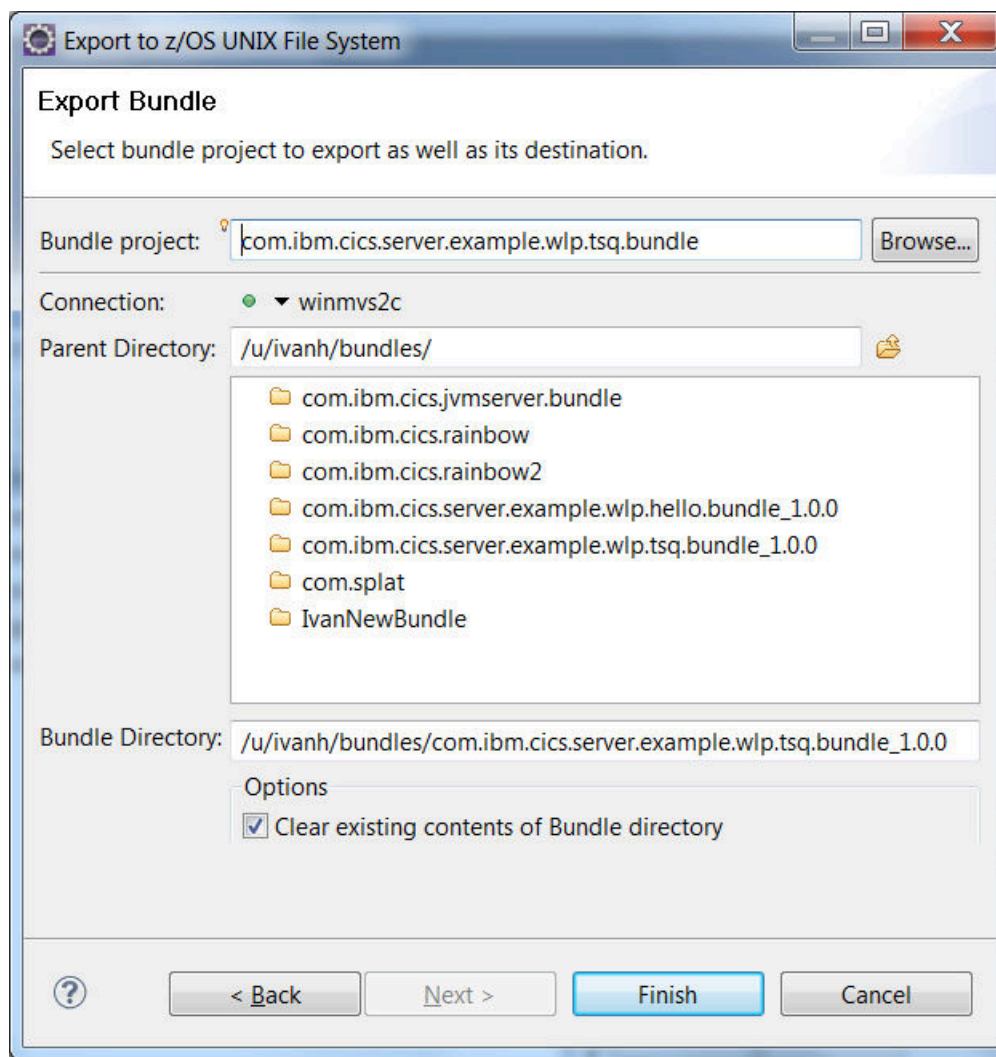 Export to z/OS UNIX File System
Export Bundle
Select bundle project to export as well as its destination.
Bundle project: com.ibm.cics.server.example.wlp.tsq.bundle Browse...
Connection: winmvs2c
Parent Directory: /u/ivanh/bundles/
com.ibm.cics.jvmserver.bundle
com.ibm.cics.rainbow
com.ibm.cics.rainbow2
com.ibm.cics.server.example.wlp.hello.bundle_1.0.0
com.ibm.cics.server.example.wlp.tsq.bundle_1.0.0
com.splat
IvanNewBundle
Bundle Directory: /u/ivanh/bundles/com.ibm.cics.server.example.wlp.tsq.bundle_1.0.0
Options
Clear existing contents of Bundle directory
? < Back Next > Finish Cancel